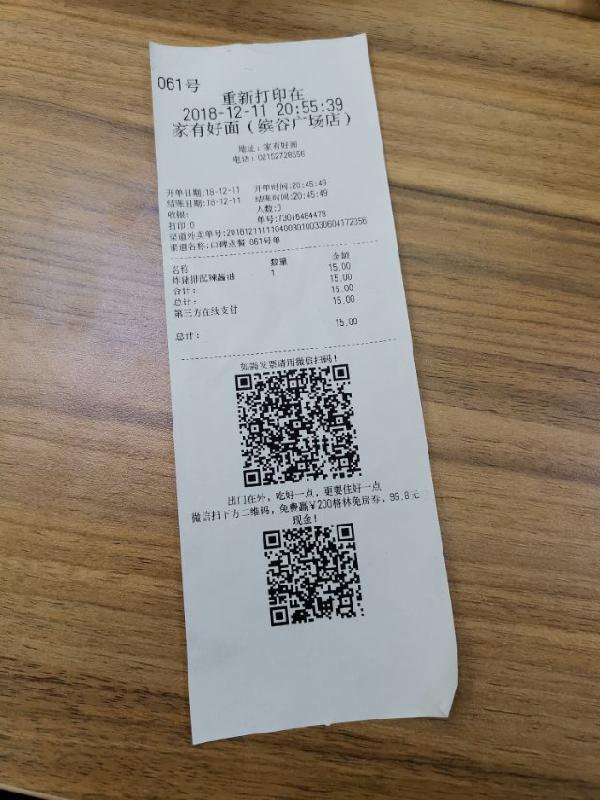 061号
重新打印在
2018-12-11 20:55:39
家有好面（缤谷广场店）
地址：家有好面
电话：02152728556
开单日期:18-12-11 开单时间:20:45:49
结账日期:18-12-11 结账时间:20:45:49
收银: 人数:
打印:0 单号:
渠道外卖单号:
渠道名称:口碑点餐 061号单
名称 数量 金额
炸猪排配辣酱油 1 15.00
合计: 15.00
总计: 15.00
第三方在线支付 15.00
总计: 15.00
如需发票请用微信扫码！
出门在外，吃好一点，更要住好一点
微信扫下方二维码，免费赢￥200格林免房券，95.8元
现金！